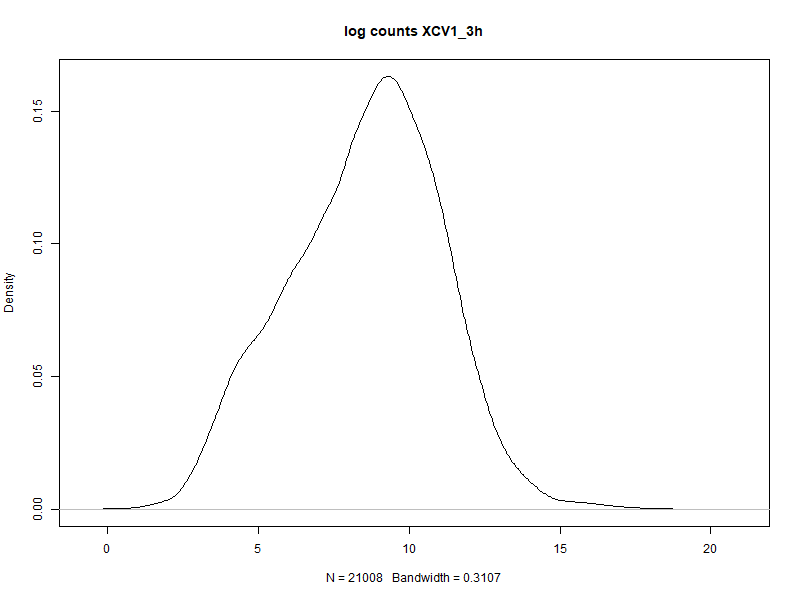 log counts XCV1_3h
Density
0.15
0.10
0.05
0.00
0 5 10 15 20
N = 21008 Bandwidth = 0.3107